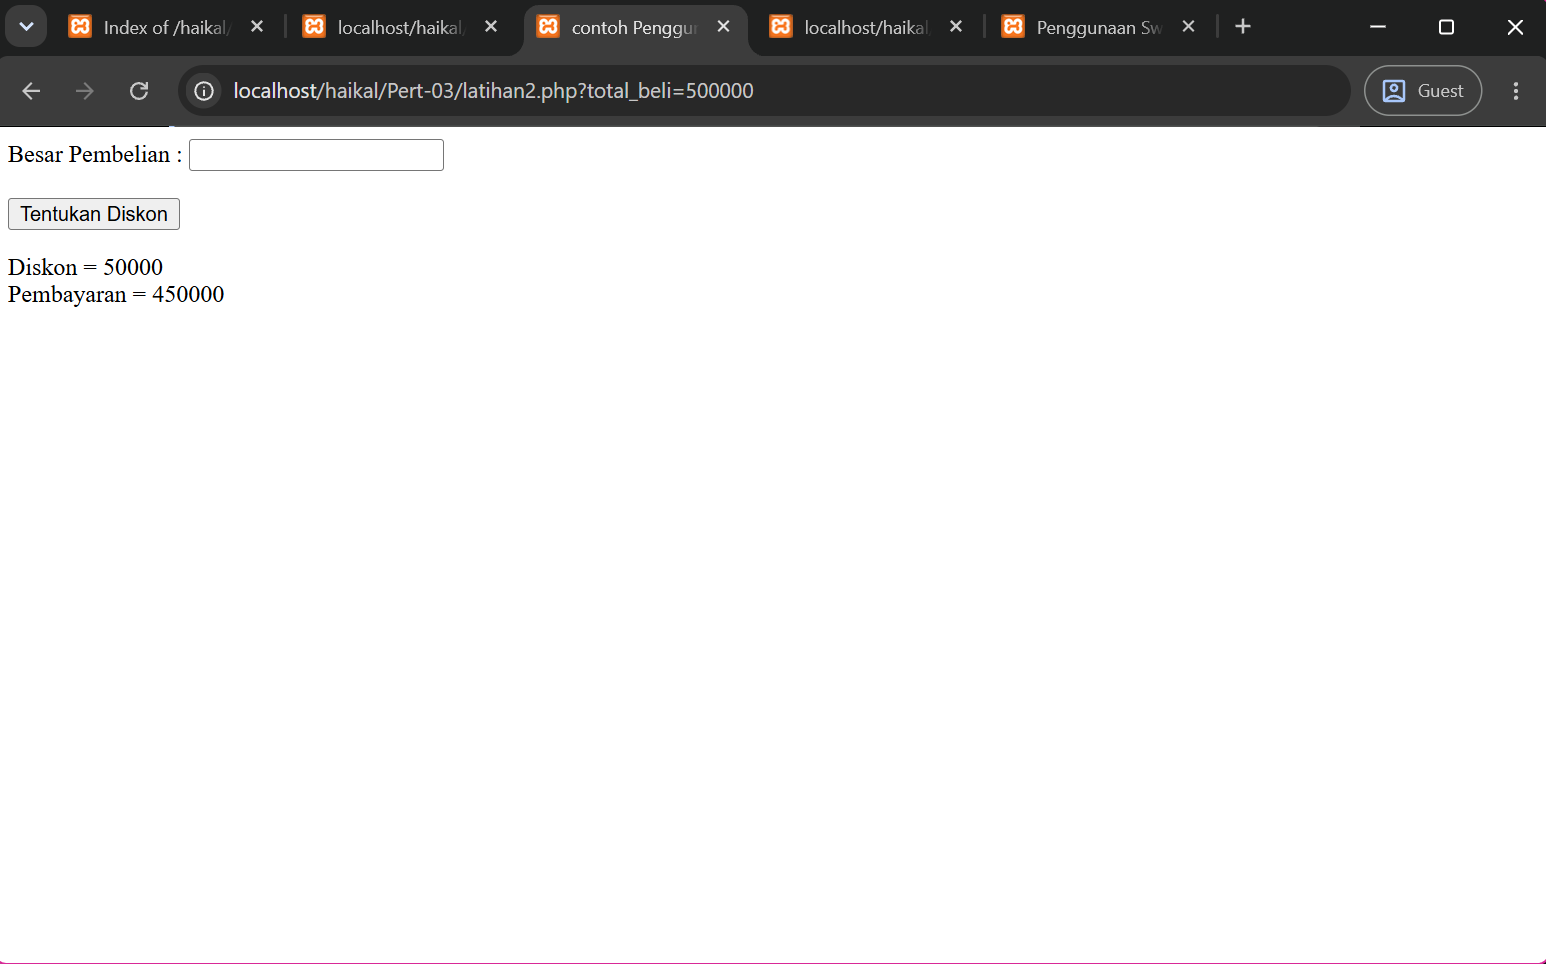 Index of /haikal/
localhost/haikal/
contoh Penggun
localhost/haikal/
Penggunaan Sw
localhost/haikal/Pert-03/latihan2.php?total_beli=500000
Guest
Besar Pembelian :
Tentukan Diskon
Diskon = 50000
Pembayaran = 450000